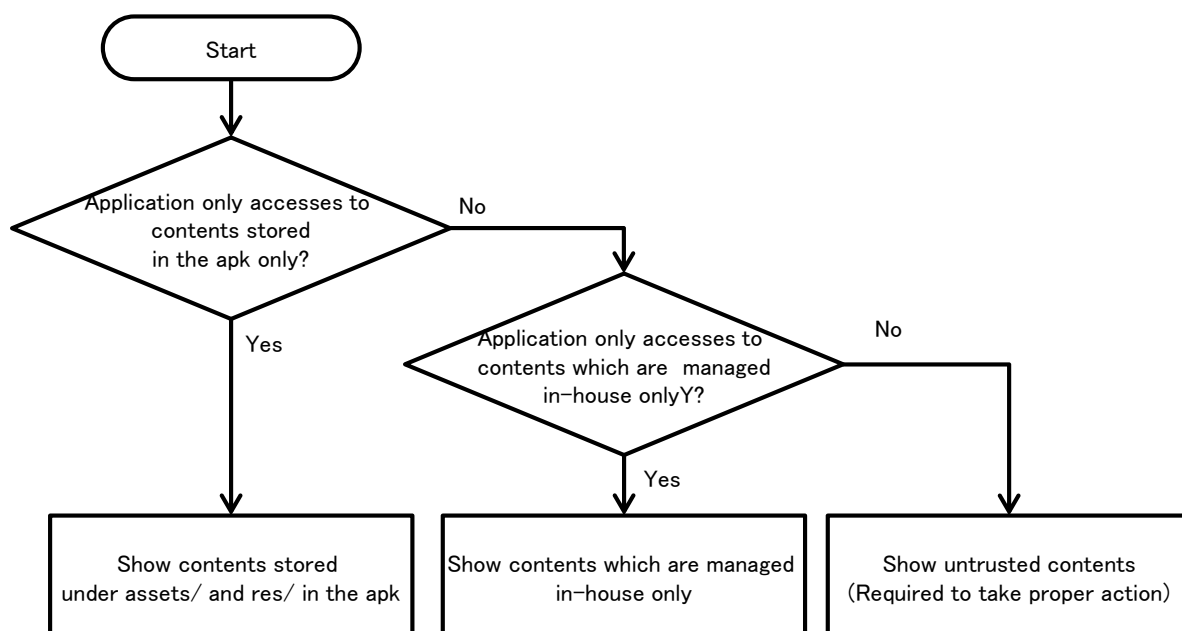 Start
Application only accesses to
contents stored
in the apk only?
No
Yes
Application only accesses to
contents which are  managed
in-house onlyY?
No
Yes
Show contents stored
under assets/ and res/ in the apk
Show contents which are managed
in-house only
Show untrusted contents
(Required to take proper action)